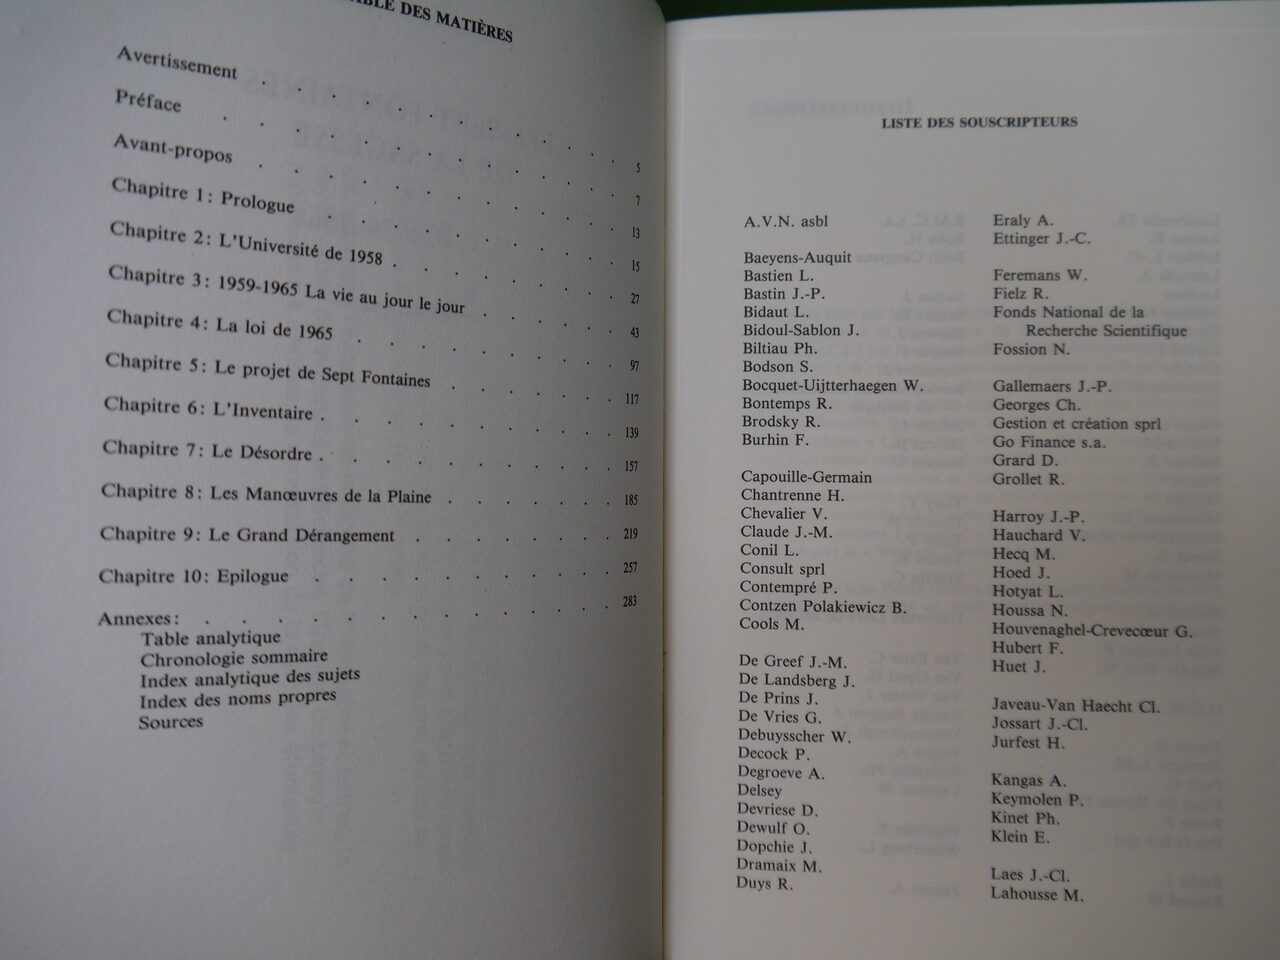 TABLE DES MATIÈRES
Avertissement . . . . . . . . . . . . . 5
Préface . . . . . . . . . . . . . 7
Avant-propos . . . . . . . . . . . . 13
Chapitre 1: Prologue . . . . . . . . . . 15
Chapitre 2: L'Université de 1958 . . . . . . . . 27
Chapitre 3: 1959-1965 La vie au jour le jour . . . . . . 43
Chapitre 4: La loi de 1965 . . . . . . . . . 97
Chapitre 5: Le projet de Sept Fontaines . . . . . . . 117
Chapitre 6: L'Inventaire . . . . . . . . . . 139
Chapitre 7: Le Désordre . . . . . . . . . . 157
Chapitre 8: Les Manœuvres de la Plaine . . . . . . 185
Chapitre 9: Le Grand Dérangement . . . . . . . 219
Chapitre 10: Epilogue . . . . . . . . . . 257
Annexes: . . . . . . . . 283
Table analytique
Chronologie sommaire
Index analytique des sujets
Index des noms propres
Sources
LISTE DES SOUSCRIPTEURS
A.V.N. asbl
Baeyens-Auquit
Bastien L.
Bastin J.-P.
Bidaut L.
Bidoul-Sablon J.
Biltiau Ph.
Bodson S.
Bocquet-Uijtterhaegen W.
Bontemps R.
Brodsky R.
Burhin F.
Capouille-Germain
Chantrenne H.
Chevalier V.
Claude J.-M.
Conil L.
Consult sprl
Contempré P.
Contzen Polakiewicz B.
Cools M.
De Greef J.-M.
De Landsberg J.
De Prins J.
De Vries G.
Debuysscher W.
Decock P.
Degroeve A.
Delsey
Devriese D.
Dewulf O.
Dopchie J.
Dramaix M.
Duys R.
Eraly A.
Ettinger J.-C.
Feremans W.
Fielz R.
Fonds National de la
Recherche Scientifique
Fossion N.
Gallemaers J.-P.
Georges Ch.
Gestion et création sprl
Go Finance s.a.
Grard D.
Grollet R.
Harroy J.-P.
Hauchard V.
Hecq M.
Hoed J.
Hotyat L.
Houssa N.
Houvenaghel-Crevecœur G.
Hubert F.
Huet J.
Javeau-Van Haecht Cl.
Jossart J.-Cl.
Jurfest H.
Kangas A.
Keymolen P.
Kinet Ph.
Klein E.
Laes J.-Cl.
Lahousse M.